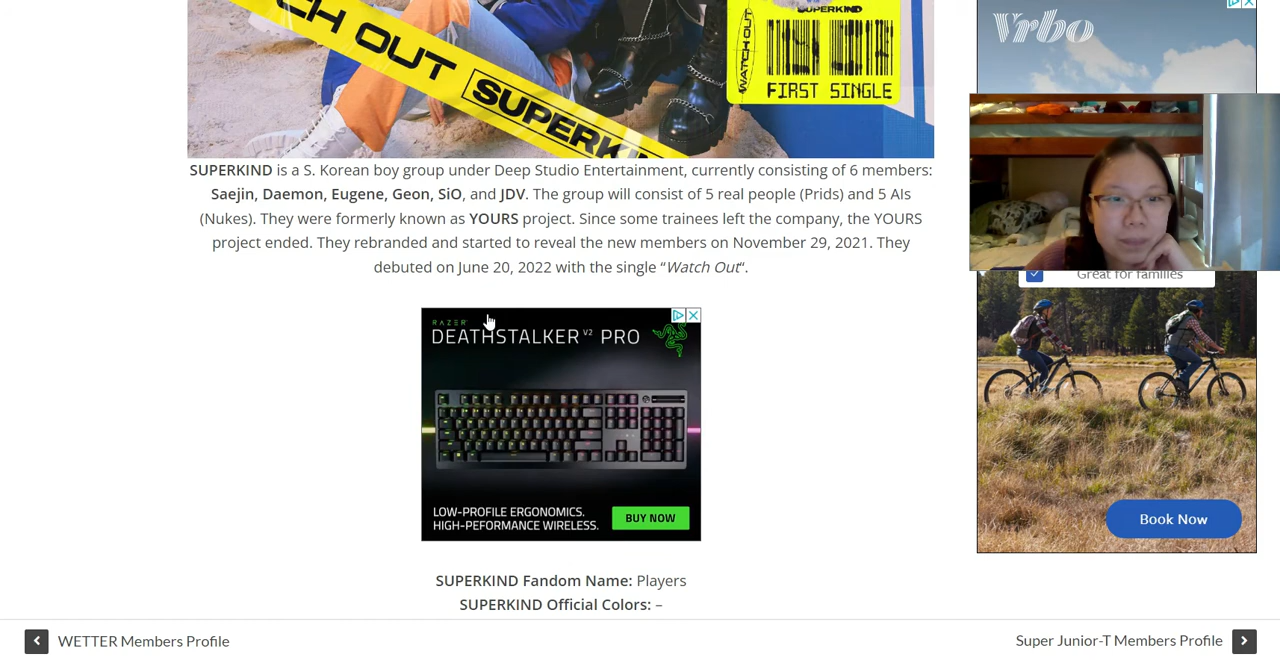 CH OUT
SUPERKI
WATCH OUT
SUPERKIND
FIRST SINGLE
Vrbo
SUPERKIND is a S. Korean boy group under Deep Studio Entertainment, currently consisting of 6 members:
Saejin, Daemon, Eugene, Geon, SiO, and JDV. The group will consist of 5 real people (Prids) and 5 AIs
(Nukes). They were formerly known as YOURS project. Since some trainees left the company, the YOURS
project ended. They rebranded and started to reveal the new members on November 29, 2021. They
debuted on June 20, 2022 with the single “Watch Out“.
Great for families
RAZER
DEATHSTALKER V2 PRO
LOW-PROFILE ERGONOMICS.
HIGH-PEFORMANCE WIRELESS.
BUY NOW
Book Now
SUPERKIND Fandom Name: Players
SUPERKIND Official Colors: –
WETTER Members Profile
Super Junior-T Members Profile